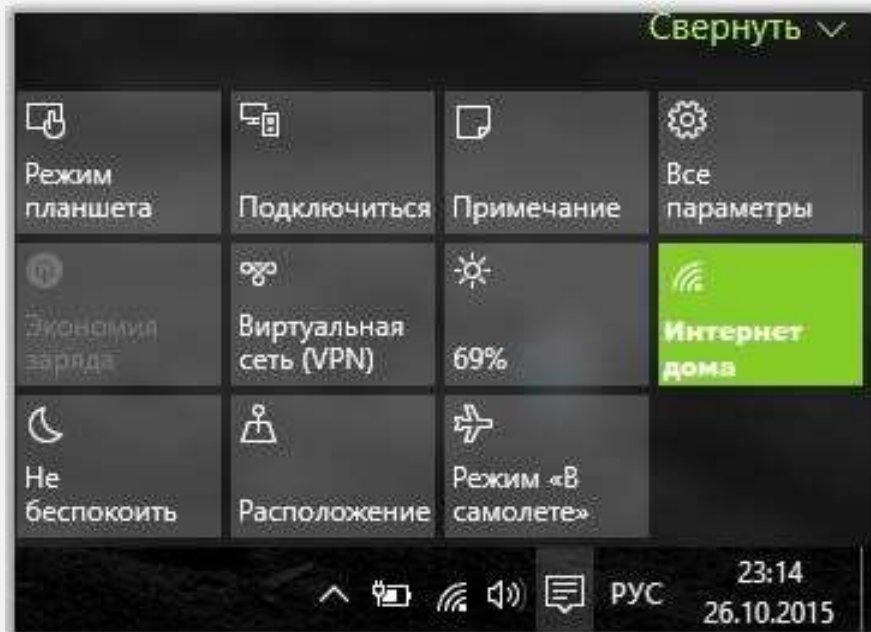 Свернуть
Режим
планшета
Подключиться
Примечание
Все
параметры
Экономия
заряда
Виртуальная
сеть (VPN)
69%
Интернет
дома
Не
беспокоить
Расположение
Режим «В
самолете»
РУС
23:14
26.10.2015